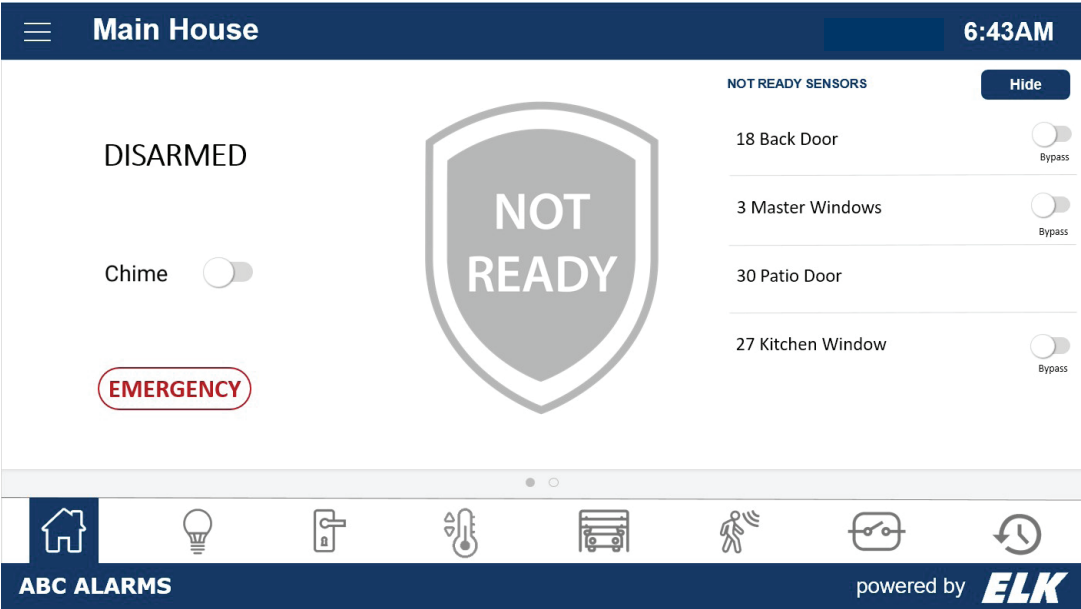 Main House
6:43AM
DISARMED
Chime
EMERGENCY
NOT
READY
NOT READY SENSORS
Hide
18 Back Door
Bypass
3 Master Windows
Bypass
30 Patio Door
27 Kitchen Window
Bypass
ABC ALARMS
powered by ELK